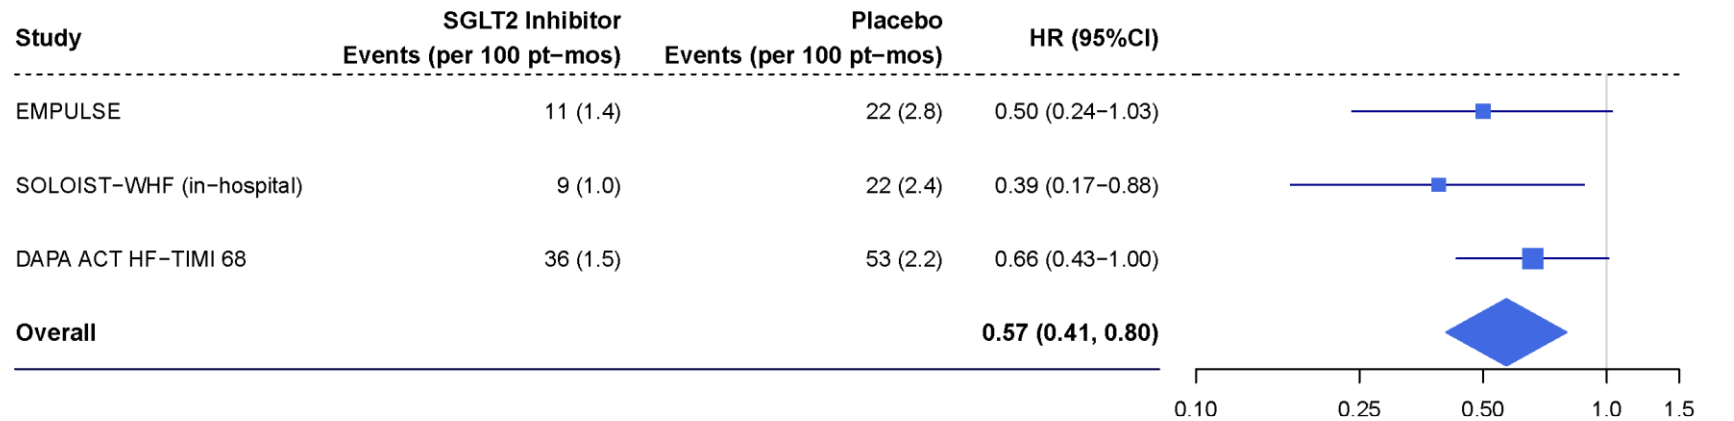 Study SGLT2 Inhibitor Events (per 100 pt−mos) Placebo Events (per 100 pt−mos) HR (95%CI)
EMPULSE 11 (1.4) 22 (2.8) 0.50 (0.24−1.03)
SOLOIST−WHF (in−hospital) 9 (1.0) 22 (2.4) 0.39 (0.17−0.88)
DAPA ACT HF−TIMI 68 36 (1.5) 53 (2.2) 0.66 (0.43−1.00)
Overall 0.57 (0.41, 0.80)
0.10 0.25 0.50 1.0 1.5